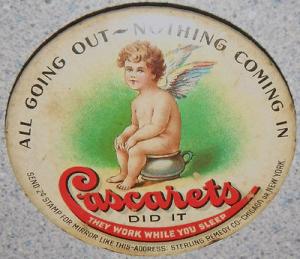 ALL GOING OUT—NOTHING COMING IN
Cascarets
DID IT
THEY WORK WHILE YOU SLEEP
SEND 2¢ STAMP FOR MIRROR LIKE THIS-ADDRESS STERLING REMEDY CO-CHICAGO OR NEW YORK